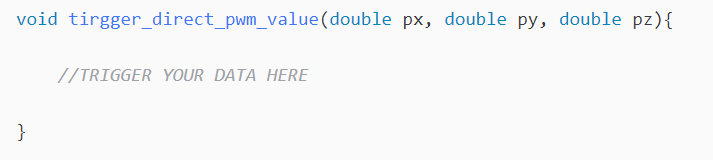 void tirgger_direct_pwm_value(double px, double py, double pz){
//TRIGGER YOUR DATA HERE
}